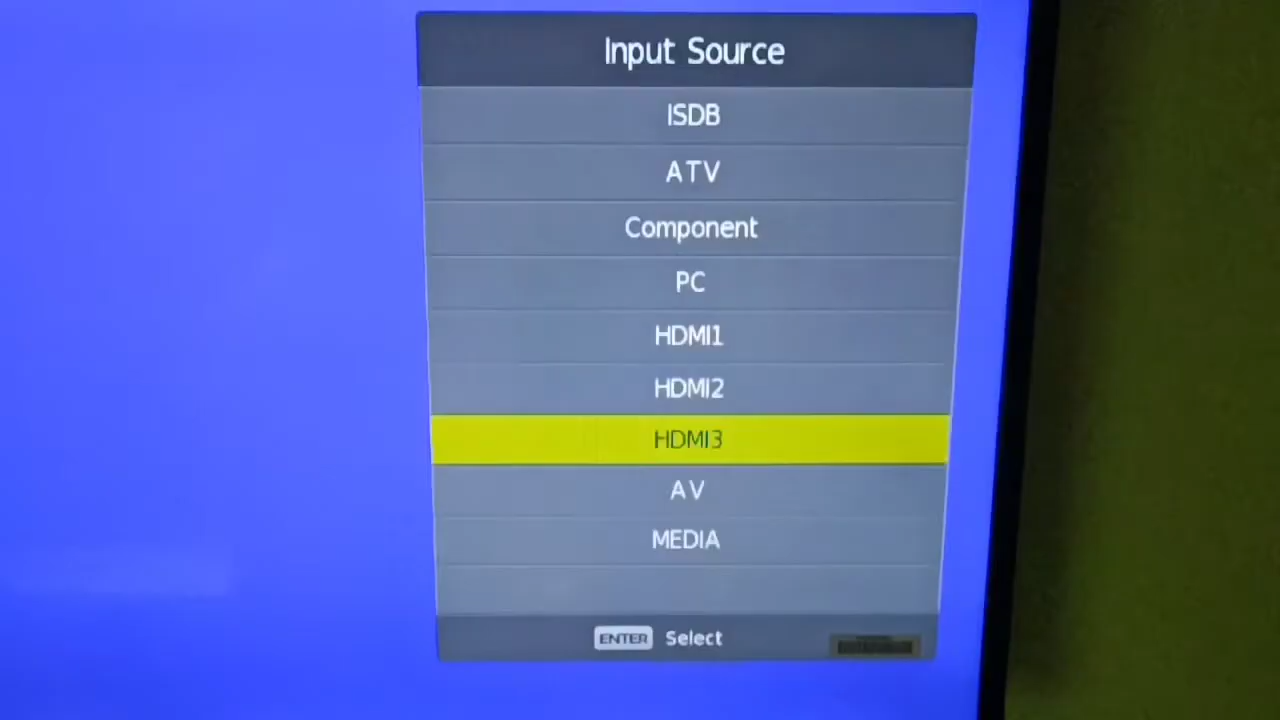 Input Source
ISDB
ATV
Component
PC
HDMI1
HDMI2
HDMI3
AV
MEDIA
ENTER Select